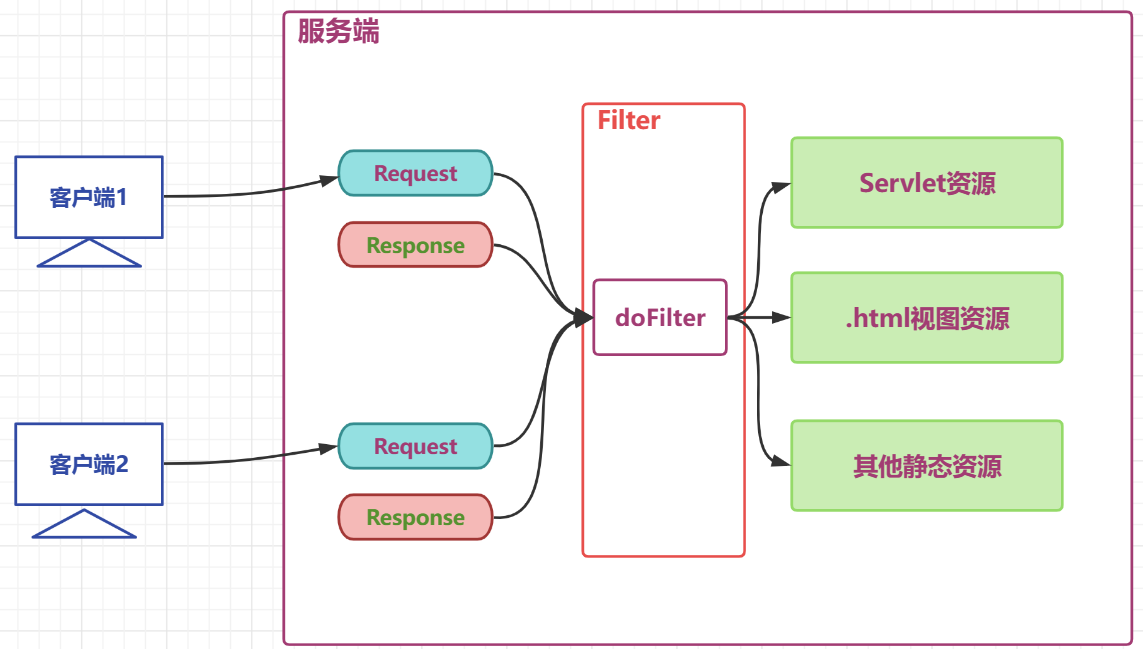 服务端
Filter
客户端1
Request
Response
doFilter
Servlet资源
.html视图资源
其他静态资源
客户端2
Request
Response